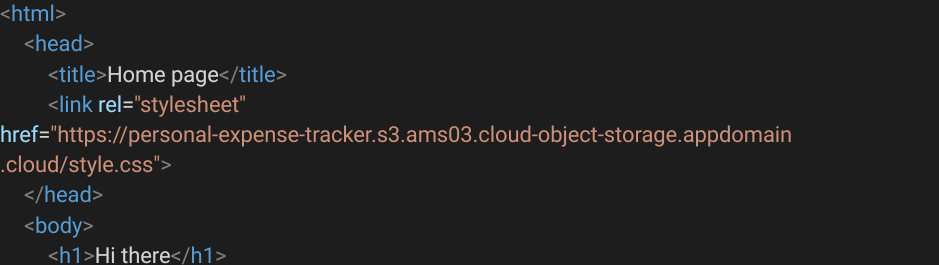 <html>
<head>
<title>Home page</title>
<link rel="stylesheet"
href="https://personal-expense-tracker.s3.ams03.cloud-object-storage.appdomain
.cloud/style.css">
</head>
<body>
<h1>Hi there</h1>